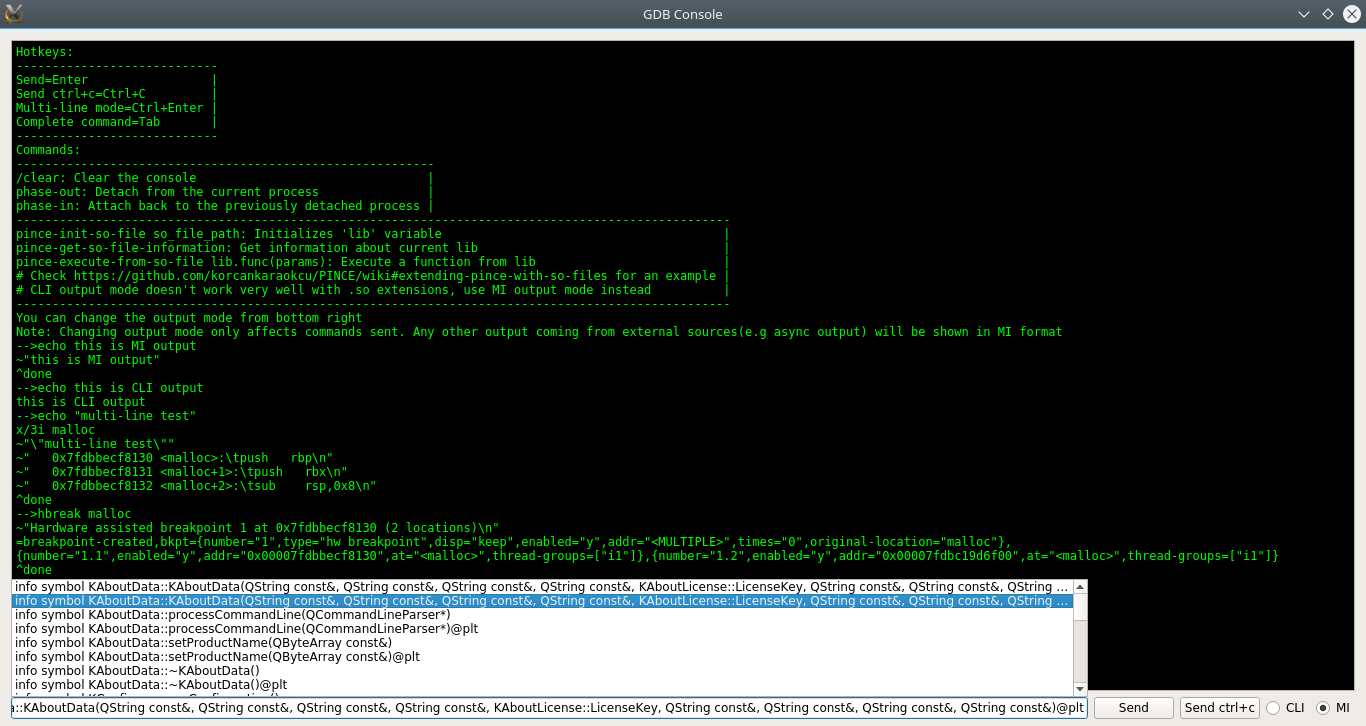 GDB Console
Hotkeys:
----------------------------
Send=Enter                 |
Send ctrl+c=Ctrl+C         |
Multi-line mode=Ctrl+Enter |
Complete command=Tab       |
----------------------------
Commands:
----------------------------------------------------------
/clear: Clear the console                                |
phase-out: Detach from the current process               |
phase-in: Attach back to the previously detached process |
---------------------------------------------------------------------------------------------------
pince-init-so-file so_file_path: Initializes 'lib' variable                                       |
pince-get-so-file-information: Get information about current lib                                  |
pince-execute-from-so-file lib.func(params): Execute a function from lib                          |
# Check https://github.com/korcankaraokcu/PINCE/wiki#extending-pince-with-so-files for an example |
# CLI output mode doesn't work very well with .so extensions, use MI output mode instead          |
---------------------------------------------------------------------------------------------------
You can change the output mode from bottom right
Note: Changing output mode only affects commands sent. Any other output coming from external sources(e.g async output) will be shown in MI format
-->echo this is MI output
~"this is MI output"
^done
-->echo this is CLI output
this is CLI output
-->echo "multi-line test"
x/3i malloc
~"\"multi-line test\""
~"   0x7fdbbecf8130 <malloc>:\tpush   rbp\n"
~"   0x7fdbbecf8131 <malloc+1>:\tpush   rbx\n"
~"   0x7fdbbecf8132 <malloc+2>:\tsub    rsp,0x8\n"
^done
-->hbreak malloc
~"Hardware assisted breakpoint 1 at 0x7fdbbecf8130 (2 locations)\n"
=breakpoint-created,bkpt={number="1",type="hw breakpoint",disp="keep",enabled="y",addr="<MULTIPLE>",times="0",original-location="malloc"},
{number="1.1",enabled="y",addr="0x00007fdbbecf8130",at="<malloc>",thread-groups=["i1"]},{number="1.2",enabled="y",addr="0x00007fdbc19d6f00",at="<malloc>",thread-groups=["i1"]}
^done
info symbol KAboutData::KAboutData(QString const&, QString const&, QString const&, QString const&, KAboutLicense::LicenseKey, QString const&, QString const&, QString ...
info symbol KAboutData::KAboutData(QString const&, QString const&, QString const&, QString const&, KAboutLicense::LicenseKey, QString const&, QString const&, QString ...
info symbol KAboutData::processCommandLine(QCommandLineParser*)
info symbol KAboutData::processCommandLine(QCommandLineParser*)@plt
info symbol KAboutData::setProductName(QByteArray const&)
info symbol KAboutData::setProductName(QByteArray const&)@plt
info symbol KAboutData::~KAboutData()
info symbol KAboutData::~KAboutData()@plt
a::KAboutData(QString const&, QString const&, QString const&, QString const&, KAboutLicense::LicenseKey, QString const&, QString const&, QString const&, QString const&)@plt
Send
Send ctrl+c
CLI
MI